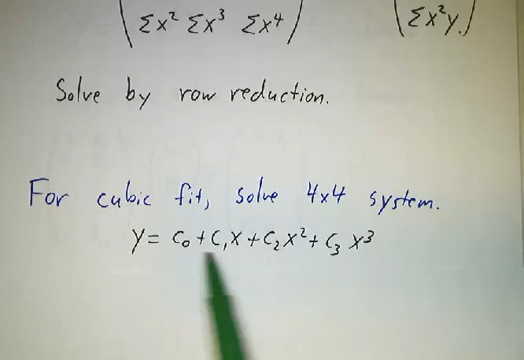 Σx² Σx³ Σx⁴ Σx²y.
Solve by row reduction.
For cubic fit, solve 4x4 system.
y = c₀ + c₁x + c₂x² + c₃x³